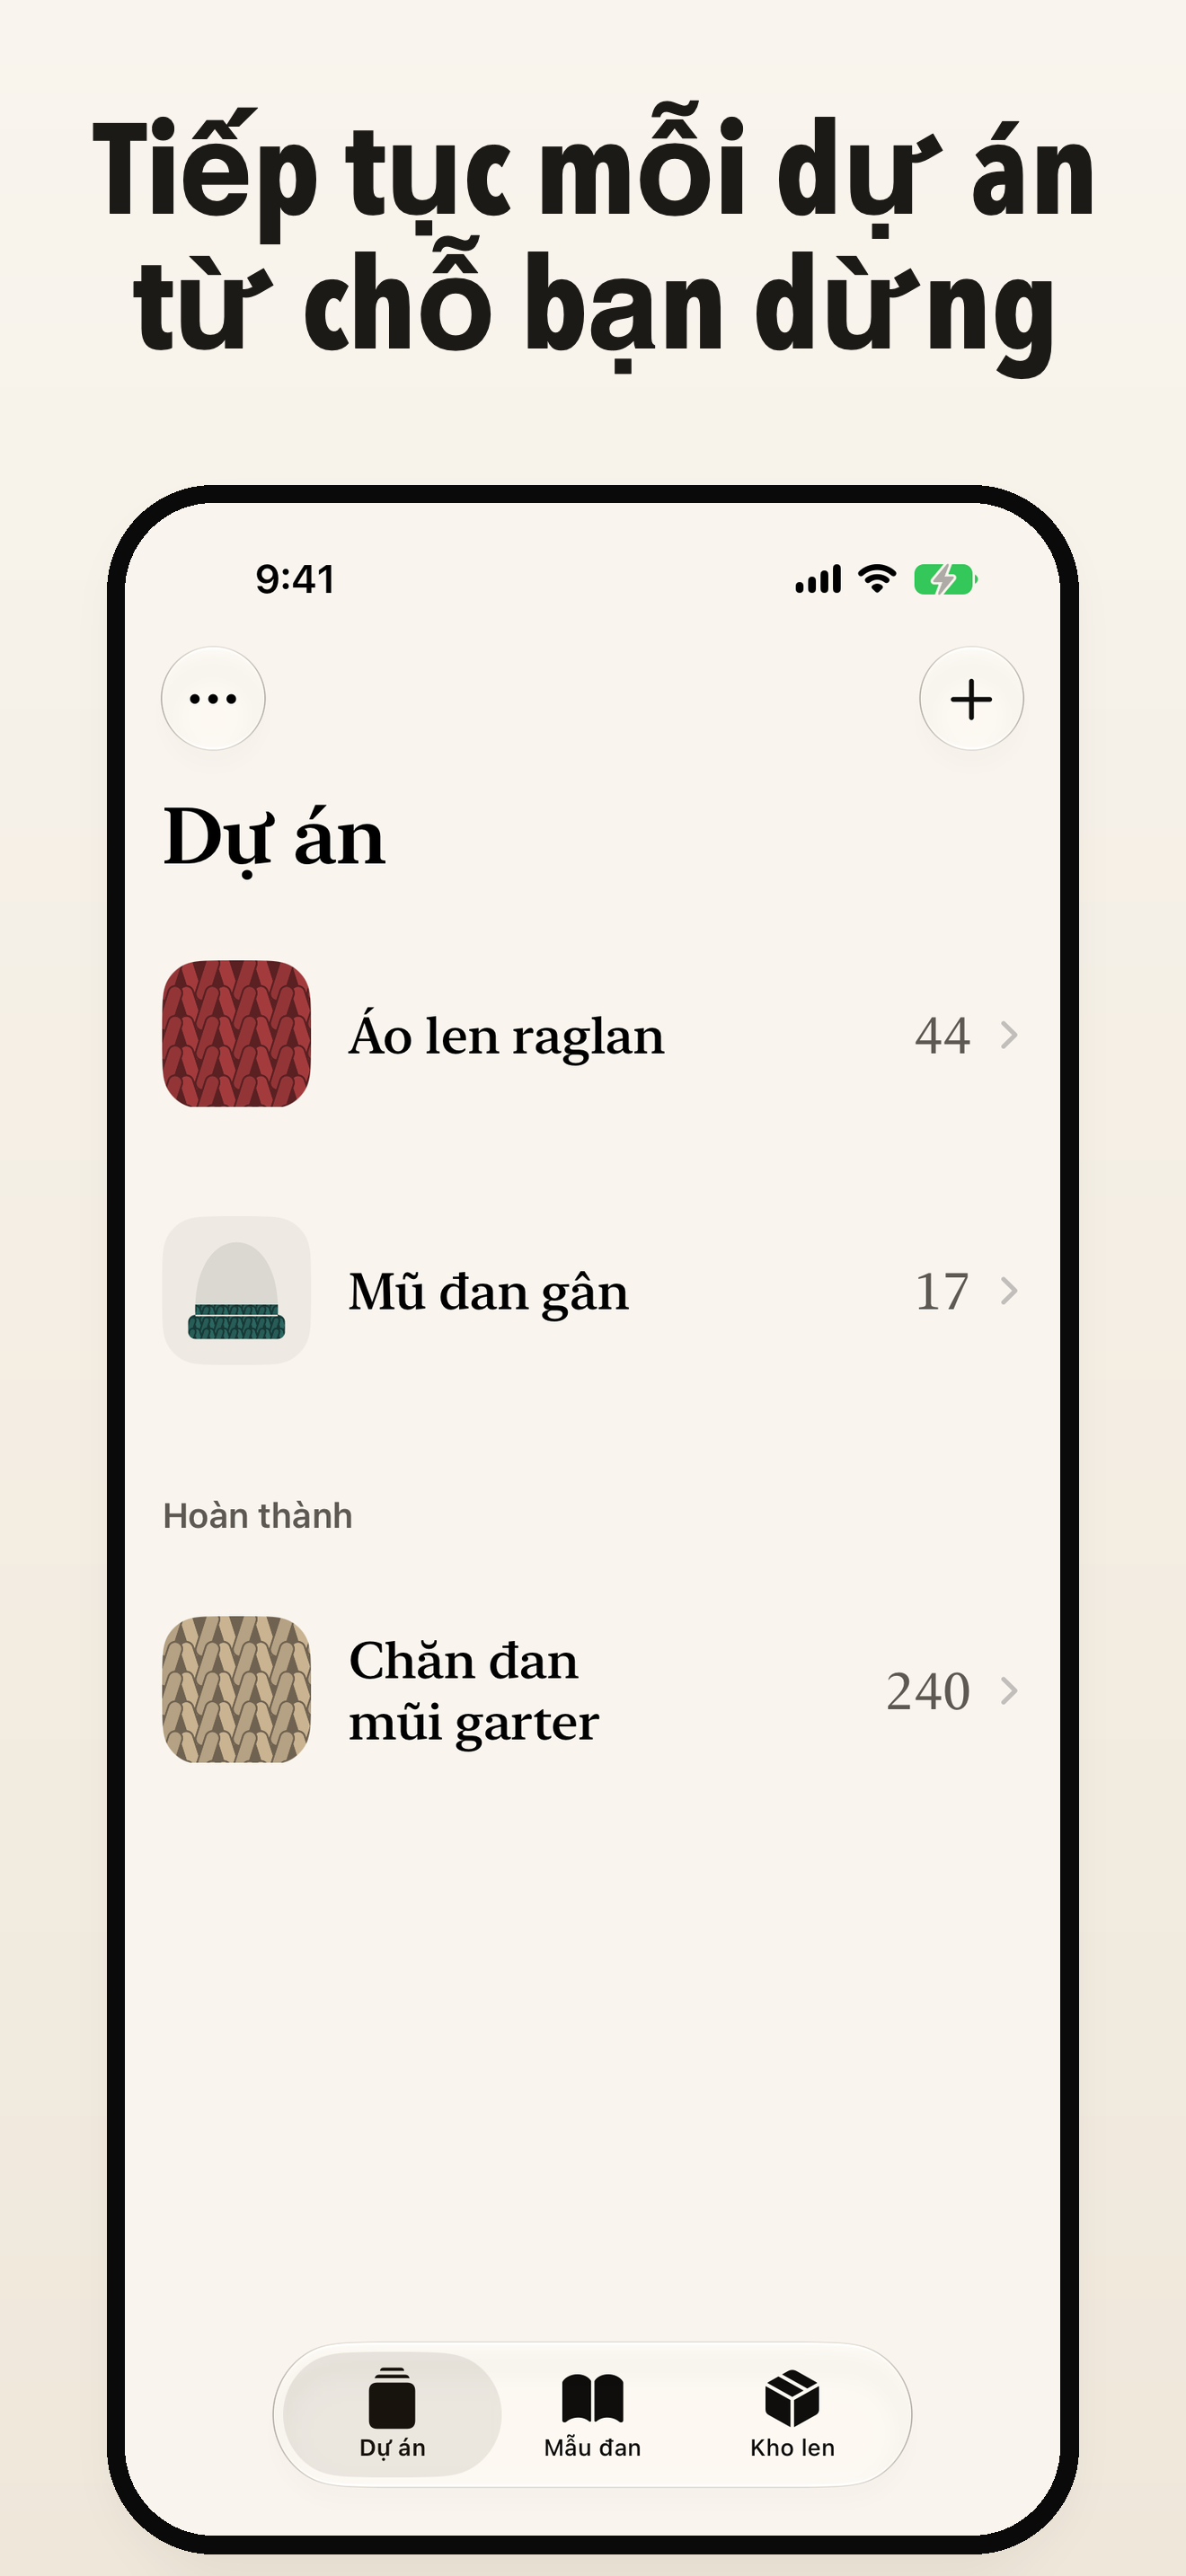 Tiếp tục mỗi dự án
từ chỗ bạn dừng
9:41
Dự án
Áo len raglan
44
Mũ đan gân
17
Hoàn thành
Chăn đan
mũi garter
240
Dự án
Mẫu đan
Kho len